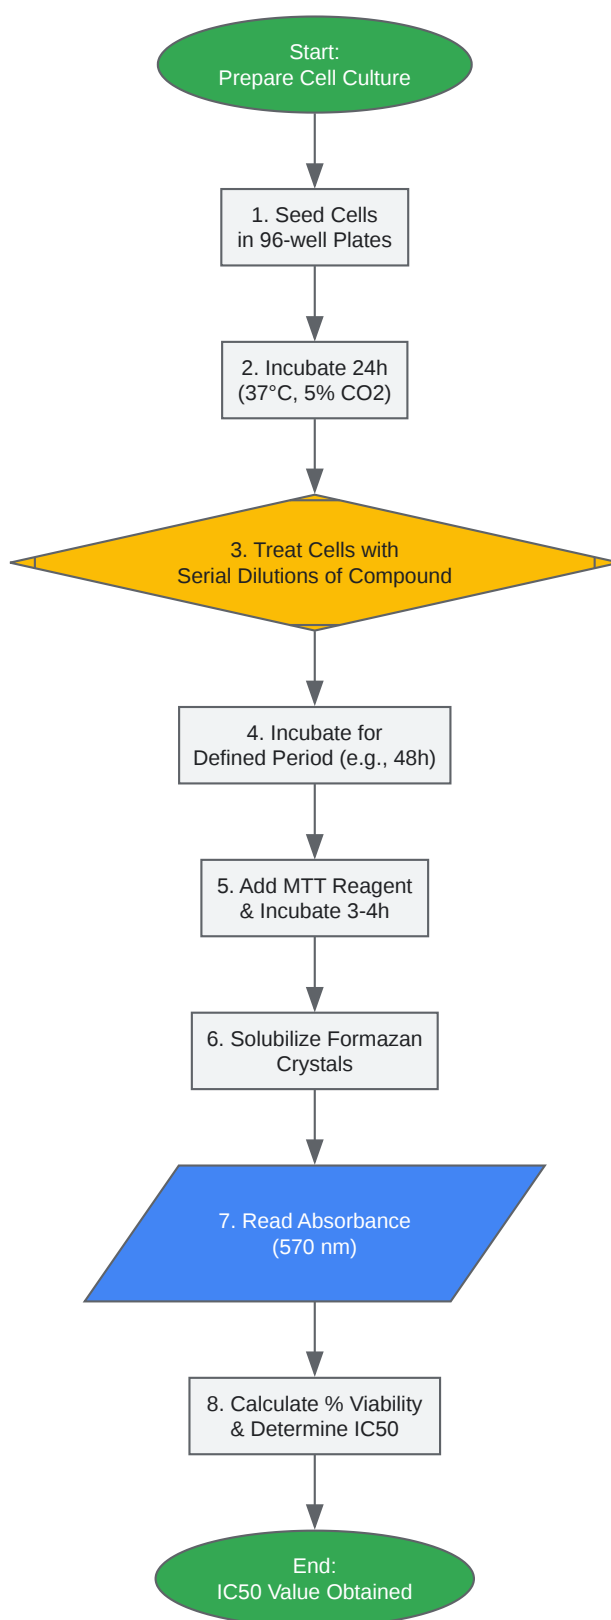 Start:
Prepare Cell Culture
1. Seed Cells
in 96-well Plates
2. Incubate 24h
(37°C, 5% CO2)
3. Treat Cells with
Serial Dilutions of Compound
4. Incubate for
Defined Period (e.g., 48h)
5. Add MTT Reagent
& Incubate 3-4h
6. Solubilize Formazan
Crystals
7. Read Absorbance
(570 nm)
8. Calculate % Viability
& Determine IC50
End:
IC50 Value Obtained